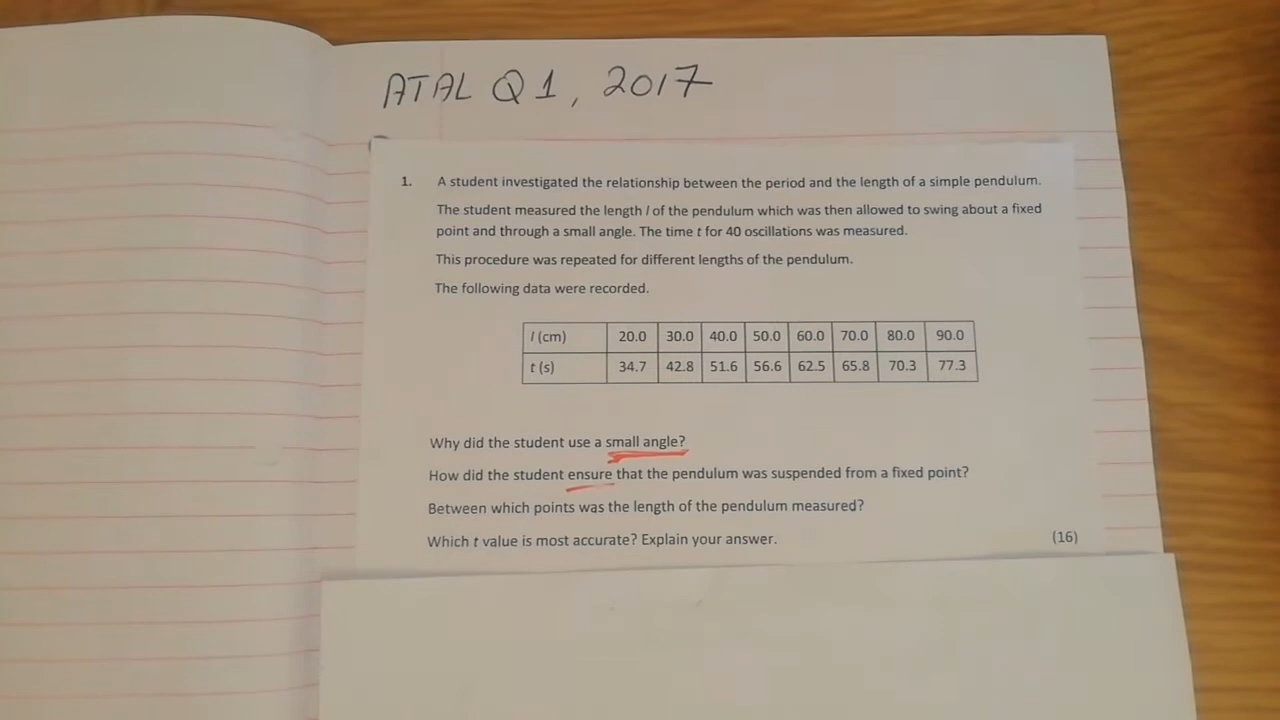 ATAL Q1, 2017
1. A student investigated the relationship between the period and the length of a simple pendulum.
The student measured the length l of the pendulum which was then allowed to swing about a fixed
point and through a small angle. The time t for 40 oscillations was measured.
This procedure was repeated for different lengths of the pendulum.
The following data were recorded.
l (cm) 20.0 30.0 40.0 50.0 60.0 70.0 80.0 90.0
t (s) 34.7 42.8 51.6 56.6 62.5 65.8 70.3 77.3
Why did the student use a small angle?
How did the student ensure that the pendulum was suspended from a fixed point?
Between which points was the length of the pendulum measured?
Which t value is most accurate? Explain your answer. (16)